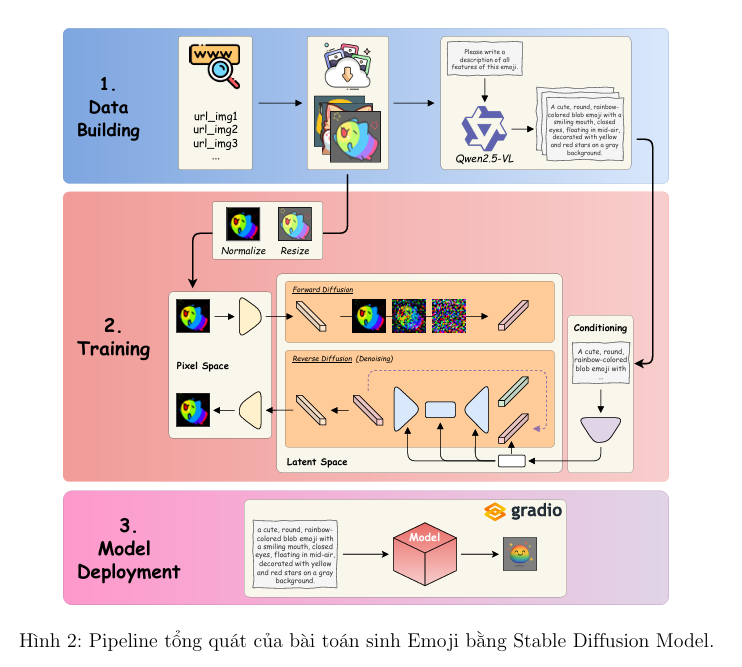 1.
Data
Building
www
url_img1
url_img2
url_img3
...
Please write a
description of all
features of this emoji.
Qwen2.5-VL
A cute, round, rainbow-
colored blob emoji with a
smiling mouth, closed
eyes, floating in mid-air,
decorated with yellow
and red stars on a gray
background.
2.
Training
Normalize
Resize
Pixel Space
Forward Diffusion
Reverse Diffusion (Denoising)
Latent Space
Conditioning
A cute, round,
rainbow-colored
blob emoji with
...
3.
Model
Deployment
a cute, round, rainbow-
colored blob emoji with
a smiling mouth, closed
eyes, floating in mid-air,
decorated with yellow
and red stars on a gray
background.
Model
gradio
Hình 2: Pipeline tổng quát của bài toán sinh Emoji bằng Stable Diffusion Model.